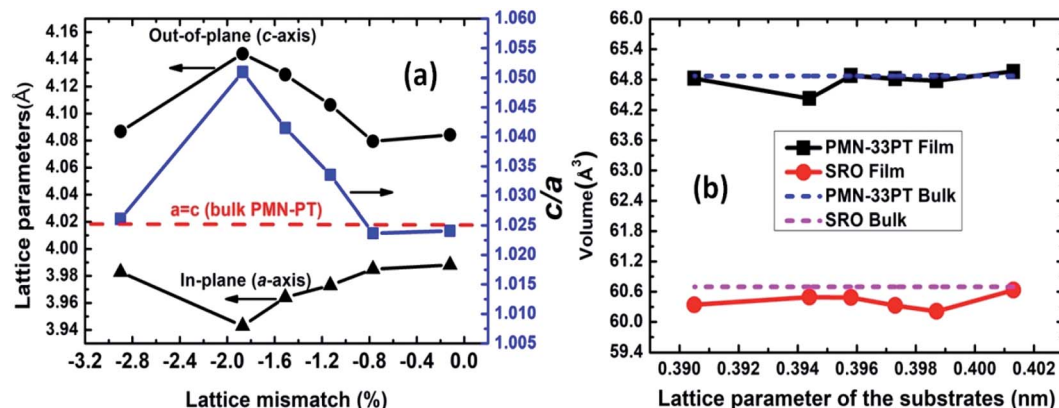 4.16
4.14
4.12
4.10
4.08
4.06
4.04
4.02
4.00
3.98
3.96
3.94
Lattice parameters(Å)
Out-of-plane (c-axis)
(a)
a=c (bulk PMN-PT)
In-plane (a-axis)
-3.2 -2.8 -2.4 -2.0 -1.6 -1.2 -0.8 -0.4 0.0
Lattice mismatch (%)
1.060
1.055
1.050
1.045
1.040
1.035
1.030
1.025
1.020
1.015
1.010
1.005
c/a
66.0
65.4
64.8
64.2
63.6
63.0
62.4
61.8
61.2
60.6
60.0
59.4
Volume(Å³)
PMN-33PT Film
SRO Film
PMN-33PT Bulk
SRO Bulk
(b)
0.390 0.392 0.394 0.396 0.398 0.400 0.402
Lattice parameter of the substrates (nm)